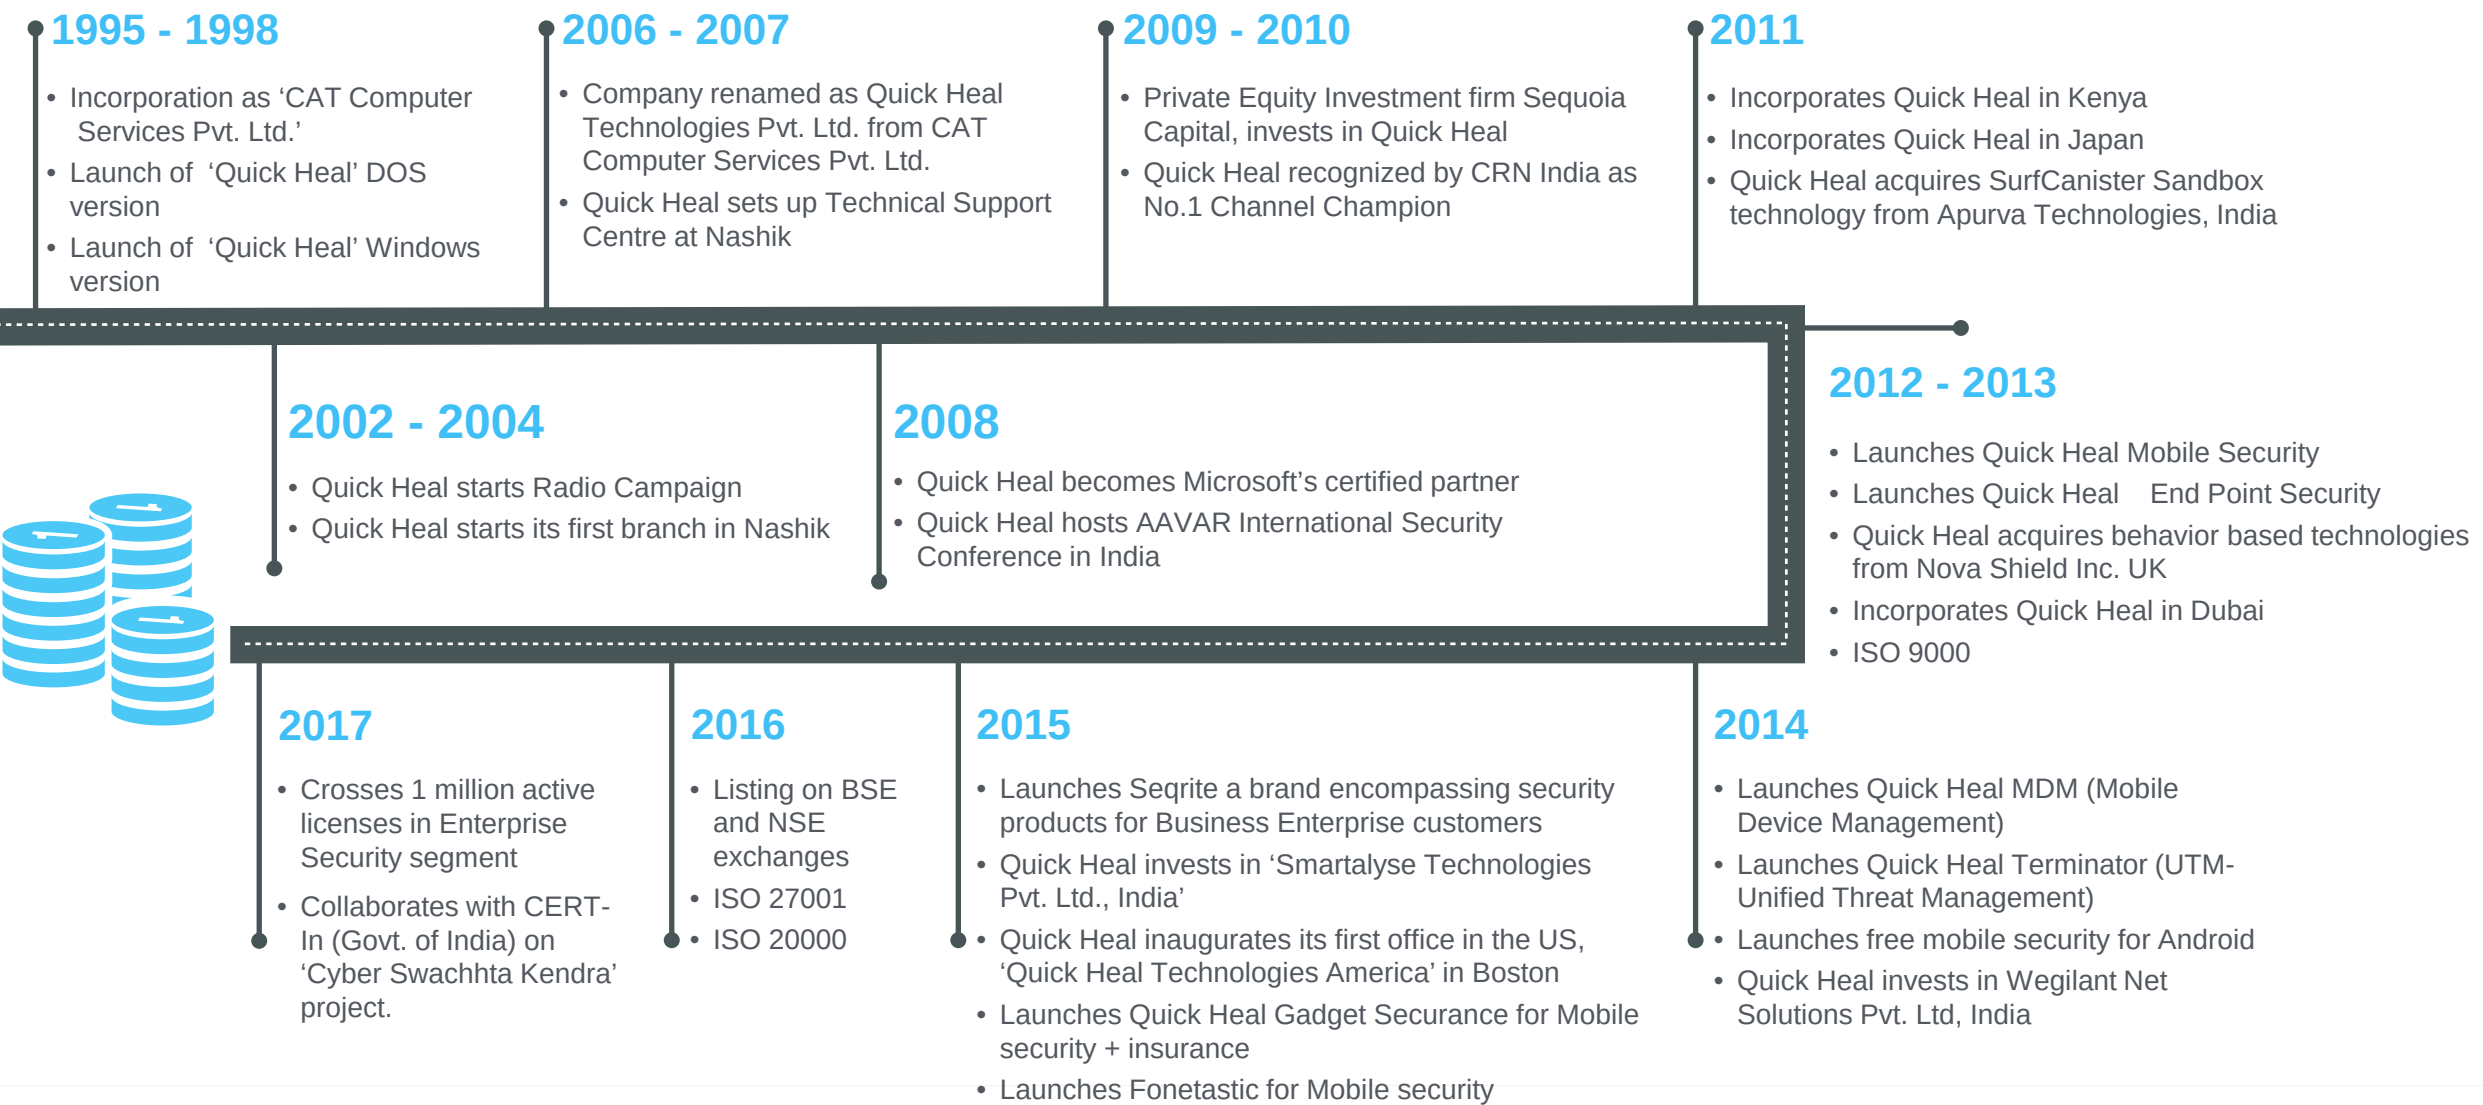 1995 - 1998
• Incorporation as ‘CAT Computer
Services Pvt. Ltd.’
• Launch of ‘Quick Heal’ DOS
version
• Launch of ‘Quick Heal’ Windows
version
2006 - 2007
• Company renamed as Quick Heal
Technologies Pvt. Ltd. from CAT
Computer Services Pvt. Ltd.
• Quick Heal sets up Technical Support
Centre at Nashik
2009 - 2010
• Private Equity Investment firm Sequoia
Capital, invests in Quick Heal
• Quick Heal recognized by CRN India as
No.1 Channel Champion
2011
• Incorporates Quick Heal in Kenya
• Incorporates Quick Heal in Japan
• Quick Heal acquires SurfCanister Sandbox
technology from Apurva Technologies, India
2002 - 2004
• Quick Heal starts Radio Campaign
• Quick Heal starts its first branch in Nashik
2008
• Quick Heal becomes Microsoft’s certified partner
• Quick Heal hosts AAVAR International Security
Conference in India
2012 - 2013
• Launches Quick Heal Mobile Security
• Launches Quick Heal End Point Security
• Quick Heal acquires behavior based technologies
from Nova Shield Inc. UK
• Incorporates Quick Heal in Dubai
• ISO 9000
2017
• Crosses 1 million active
licenses in Enterprise
Security segment
• Collaborates with CERT-
In (Govt. of India) on
‘Cyber Swachhta Kendra’
project.
2016
• Listing on BSE
and NSE
exchanges
• ISO 27001
• ISO 20000
2015
• Launches Seqrite a brand encompassing security
products for Business Enterprise customers
• Quick Heal invests in ‘Smartalyse Technologies
Pvt. Ltd., India’
• Quick Heal inaugurates its first office in the US,
‘Quick Heal Technologies America’ in Boston
• Launches Quick Heal Gadget Securance for Mobile
security + insurance
• Launches Fonetastic for Mobile security
2014
• Launches Quick Heal MDM (Mobile
Device Management)
• Launches Quick Heal Terminator (UTM-
Unified Threat Management)
• Launches free mobile security for Android
• Quick Heal invests in Wegilant Net
Solutions Pvt. Ltd, India